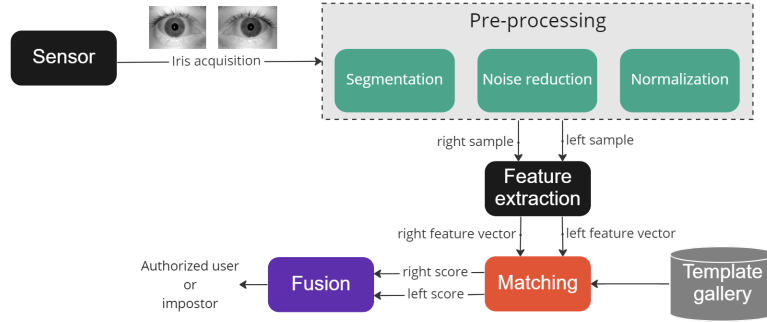 Pre-processing
Sensor
Iris acquisition
Segmentation
Noise reduction
Normalization
right sample
left sample
Feature
extraction
right feature vector
left feature vector
Authorized user
or
impostor
Fusion
right score
left score
Matching
Template
gallery